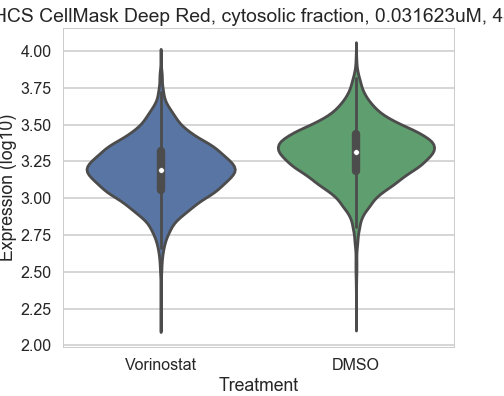 HCS CellMask Deep Red, cytosolic fraction, 0.031623uM, 4
4.00
3.75
3.50
3.25
3.00
2.75
2.50
2.25
2.00
Expression (log10)
Vorinostat DMSO
Treatment